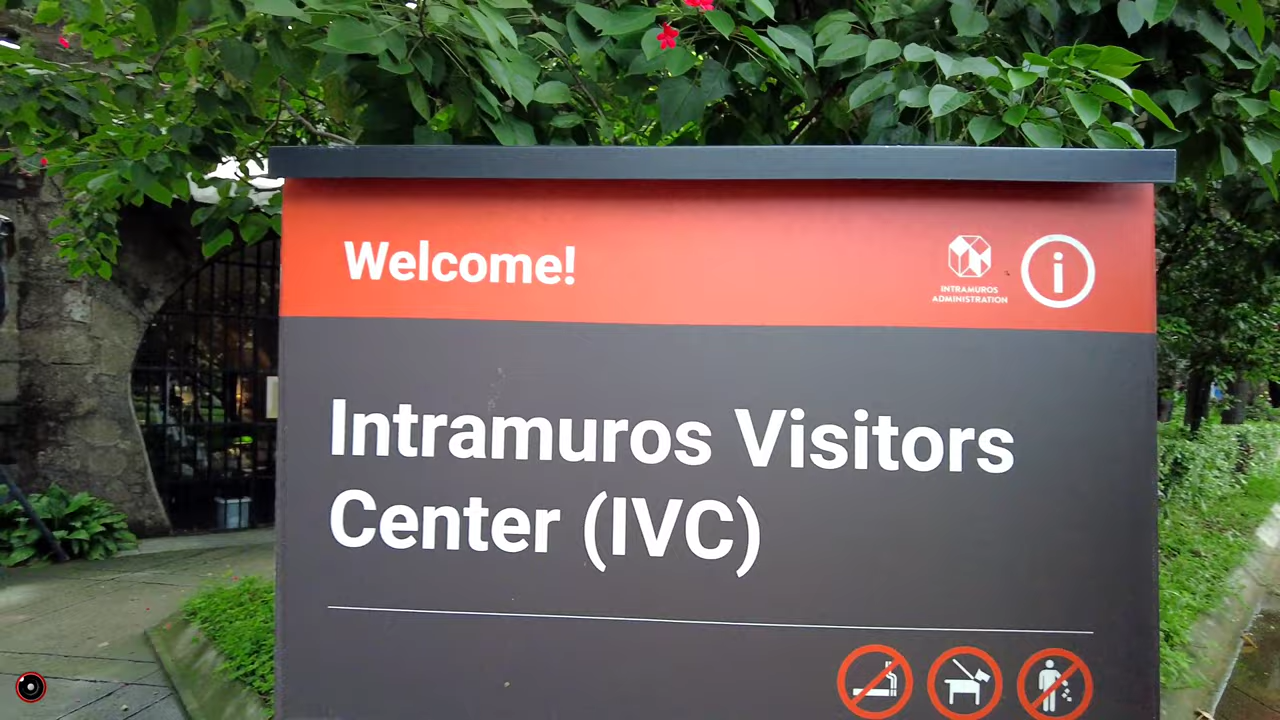 Welcome!
INTRAMUROS
ADMINISTRATION
i
Intramuros Visitors
Center (IVC)